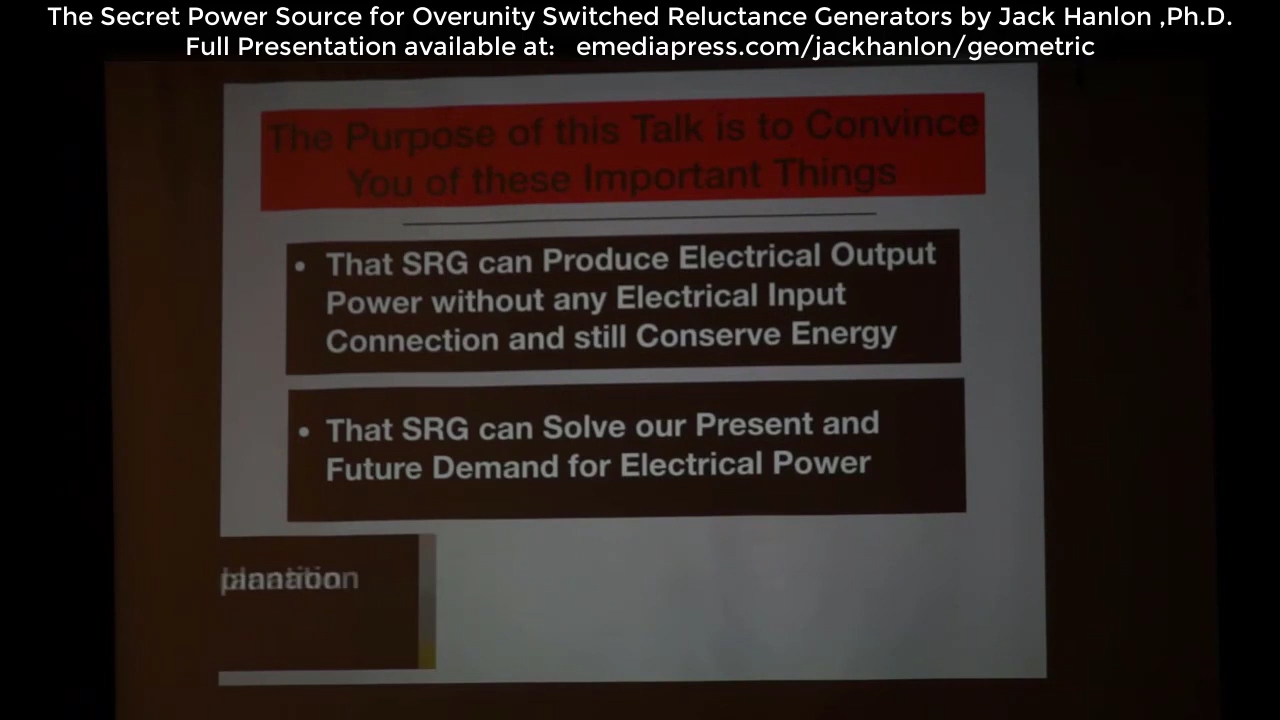 The Secret Power Source for Overunity Switched Reluctance Generators by Jack Hanlon ,Ph.D.
Full Presentation available at: emediapress.com/jackhanlon/geometric
The Purpose of this Talk is to Convince
You of these Important Things
• That SRG can Produce Electrical Output
Power without any Electrical Input
Connection and still Conserve Energy
• That SRG can Solve our Present and
Future Demand for Electrical Power